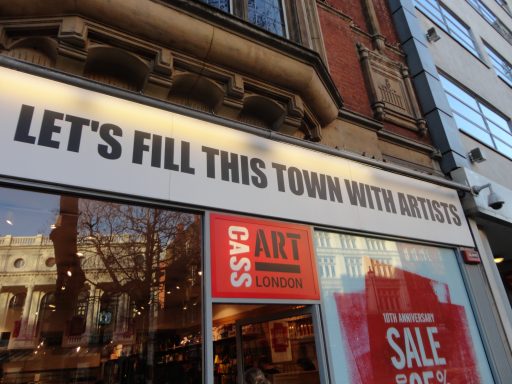 LET'S FILL THIS TOWN WITH ARTISTS
CASS
ART
LONDON
10TH ANNIVERSARY
SALE